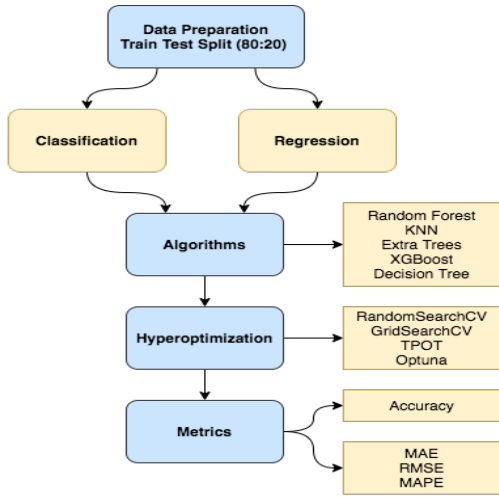 Data Preparation
Train Test Split (80:20)
Classification
Regression
Algorithms
Random Forest
KNN
Extra Trees
XGBoost
Decision Tree
Hyperoptimization
RandomSearchCV
GridSearchCV
TPOT
Optuna
Metrics
Accuracy
MAE
RMSE
MAPE